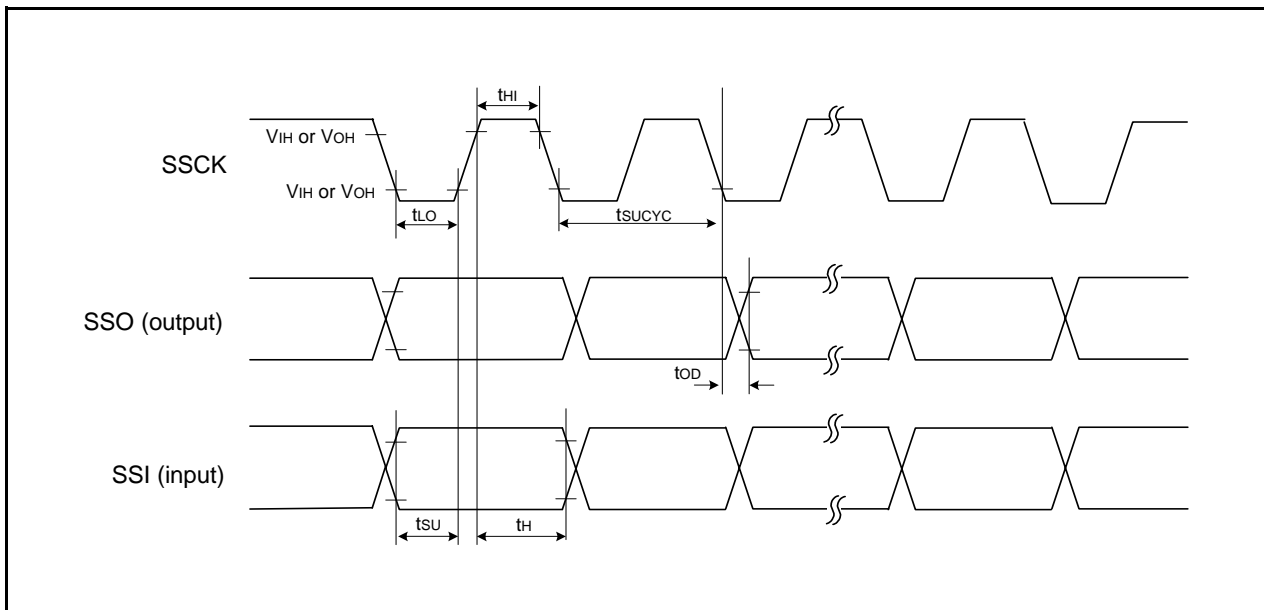 tHI
VIH or VOH
SSCK
VIH or VOH
tLO
tSUCYC
SSO (output)
tOD
SSI (input)
tSU
tH